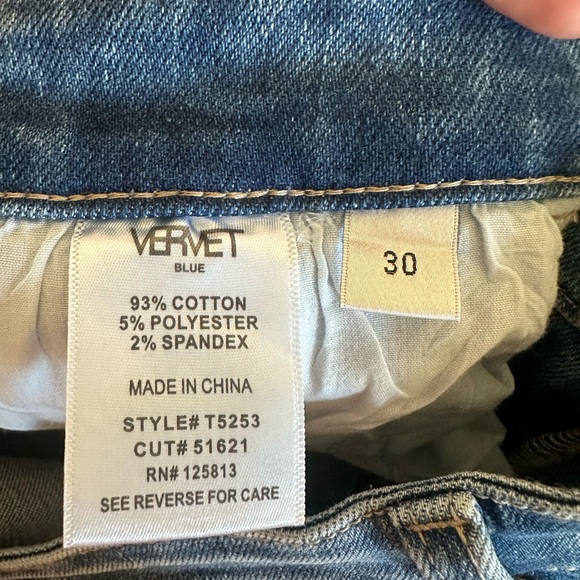 VERVET
BLUE
93% COTTON
5% POLYESTER
2% SPANDEX
MADE IN CHINA
STYLE# T5253
CUT# 51621
RN# 125813
SEE REVERSE FOR CARE
30